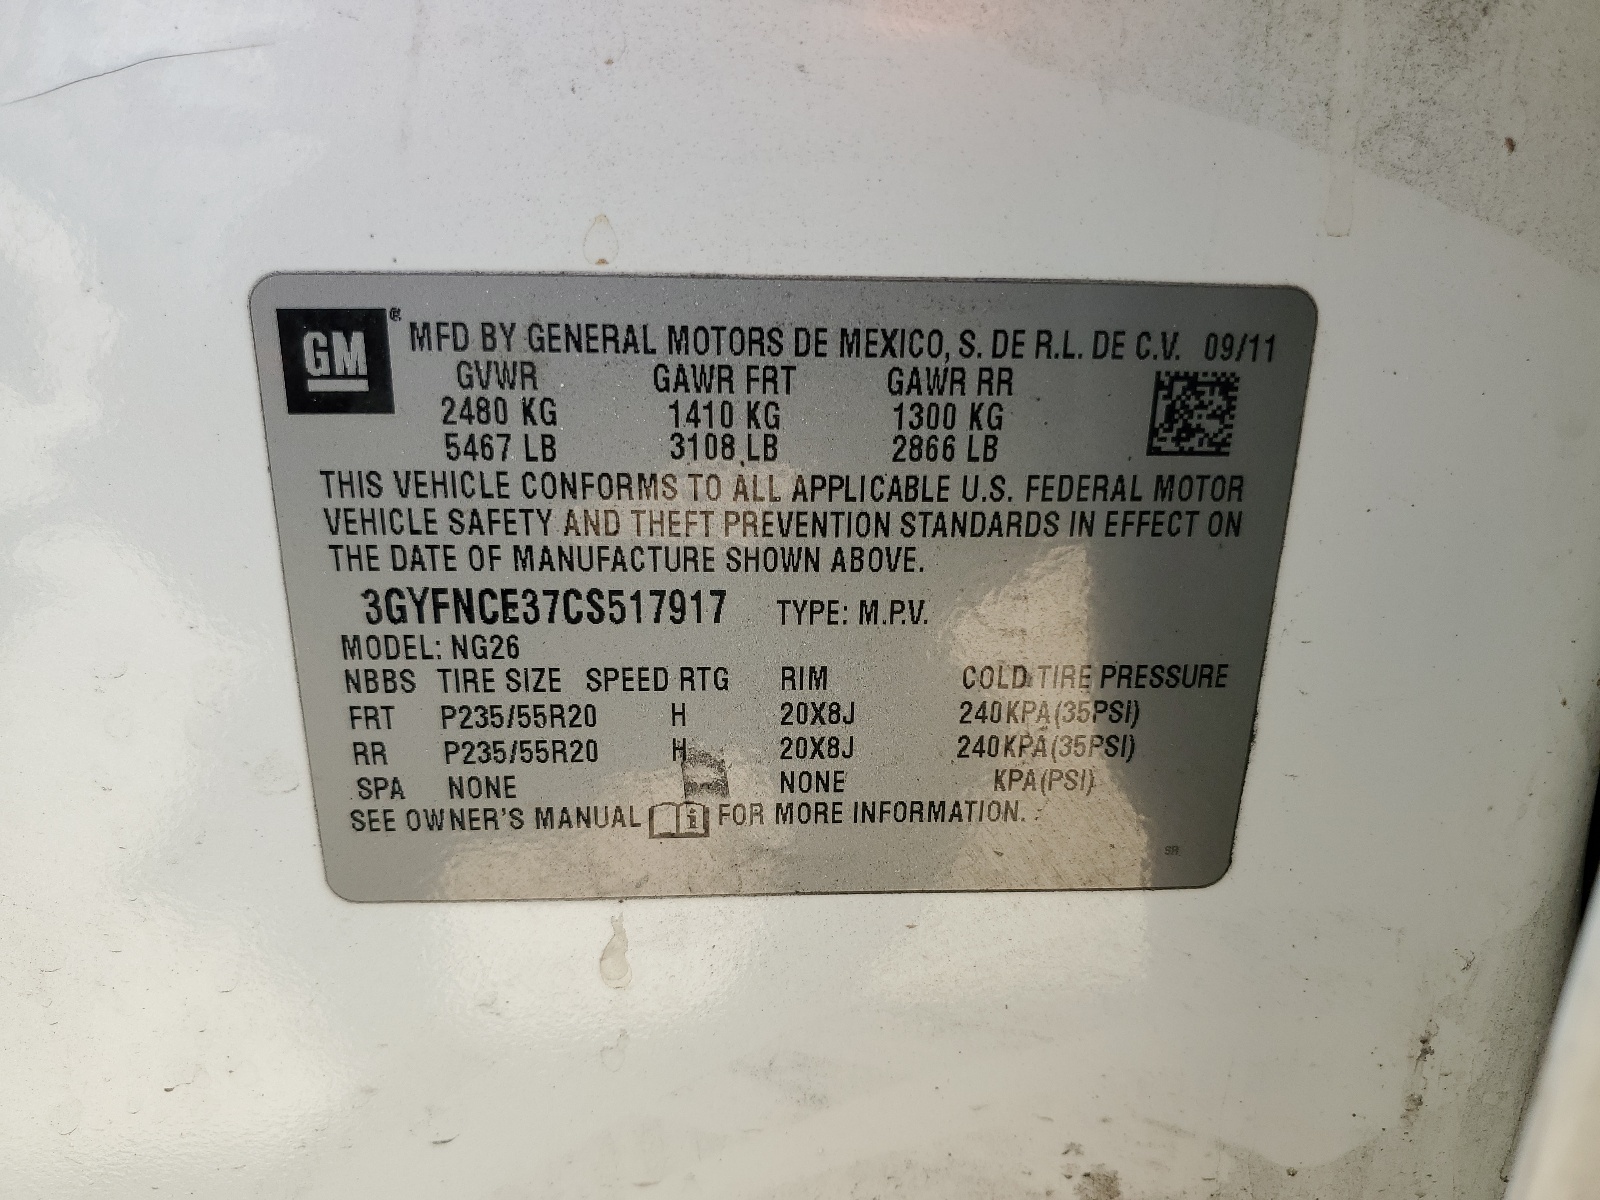 GM® MFD BY GENERAL MOTORS DE MEXICO, S. DE R.L. DE C.V. 09/11
GVWR GAWR FRT GAWR RR
2480 KG 1410 KG 1300 KG
5467 LB 3108 LB 2866 LB
THIS VEHICLE CONFORMS TO ALL APPLICABLE U.S. FEDERAL MOTOR
VEHICLE SAFETY AND THEFT PREVENTION STANDARDS IN EFFECT ON
THE DATE OF MANUFACTURE SHOWN ABOVE.
3GYFNCE37CS517917 TYPE: M.P.V.
MODEL: NG26
NBBS TIRE SIZE SPEED RTG RIM COLD TIRE PRESSURE
FRT P235/55R20 H 20X8J 240KPA(35PSI)
RR P235/55R20 H 20X8J 240KPA(35PSI)
SPA NONE NONE KPA(PSI)
SEE OWNER'S MANUAL i FOR MORE INFORMATION.
SR